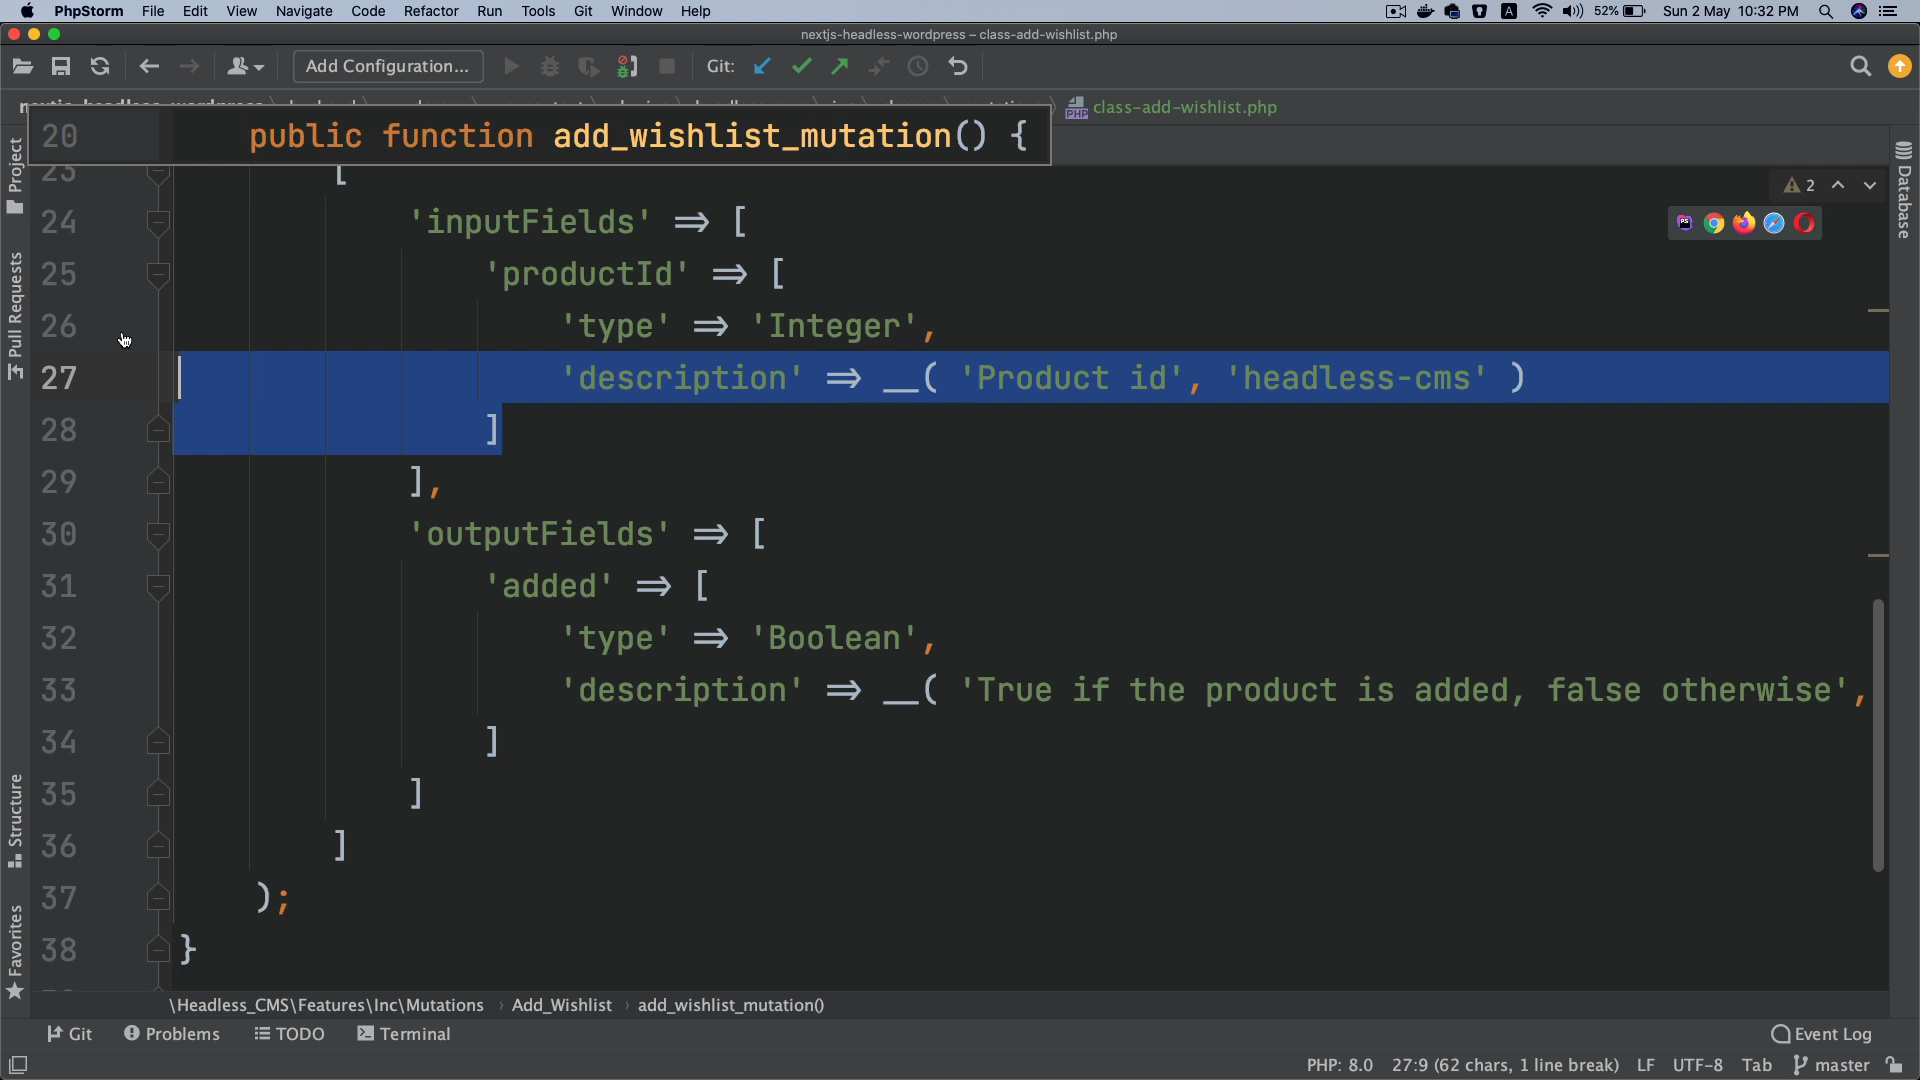 PhpStorm File Edit View Navigate Code Refactor Run Tools Git Window Help A 52% Sun 2 May 10:32 PM
nextjs-headless-wordpress – class-add-wishlist.php
Add Configuration... Git:
class-add-wishlist.php
20 public function add_wishlist_mutation() {
23 [
2
24 'inputFields' => [
25 'productId' => [
26 'type' => 'Integer',
27 'description' => __( 'Product id', 'headless-cms' )
28 ]
29 ],
30 'outputFields' => [
31 'added' => [
32 'type' => 'Boolean',
33 'description' => __( 'True if the product is added, false otherwise',
34 ]
35 ]
36 ]
37 );
38 }
Project
Pull Requests
Structure
Favorites
Database
\Headless_CMS\Features\Inc\Mutations › Add_Wishlist › add_wishlist_mutation()
Git Problems TODO Terminal Event Log
PHP: 8.0 27:9 (62 chars, 1 line break) LF UTF-8 Tab master